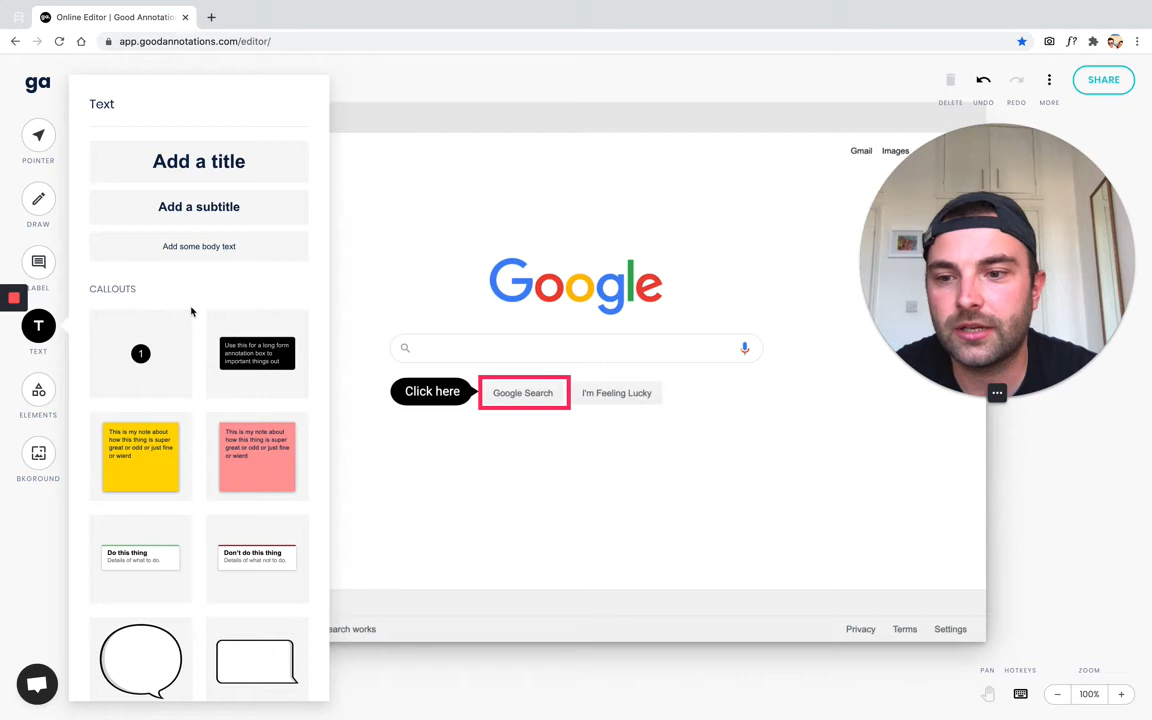 Online Editor | Good Annotatio
app.goodannotations.com/editor/
ga
POINTER
DRAW
LABEL
TEXT
ELEMENTS
BKGROUND
Text
Add a title
Add a subtitle
Add some body text
CALLOUTS
1
Use this for a long form
annotation box to
important things out
This is my note about
how this thing is super
great or odd or just fine
or wierd
This is my note about
how this thing is super
great or odd or just fine
or wierd
Do this thing
Details of what to do.
Don't do this thing
Details of what not to do.
DELETE
UNDO
REDO
MORE
SHARE
Gmail
Images
Google
Click here
Google Search
I'm Feeling Lucky
earch works
Privacy
Terms
Settings
PAN
HOTKEYS
ZOOM
100%